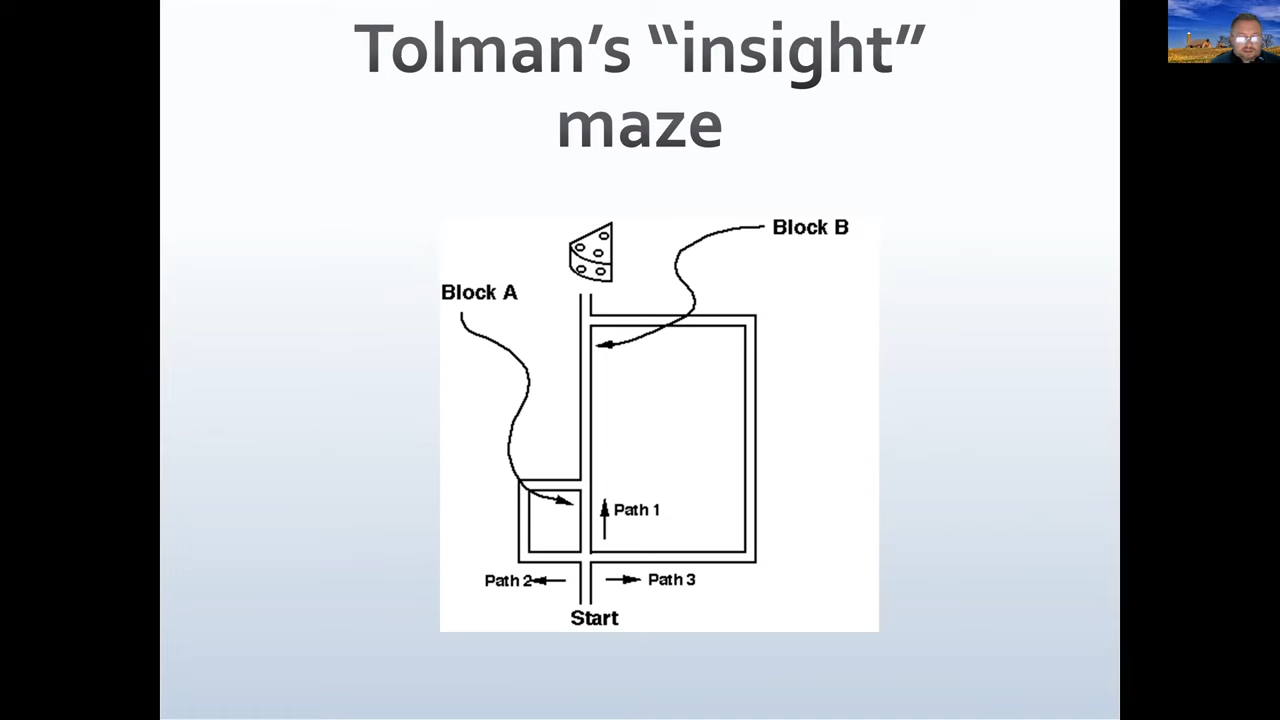 Tolman’s “insight”
maze
Block B
Block A
Path 1
Path 2
Path 3
Start